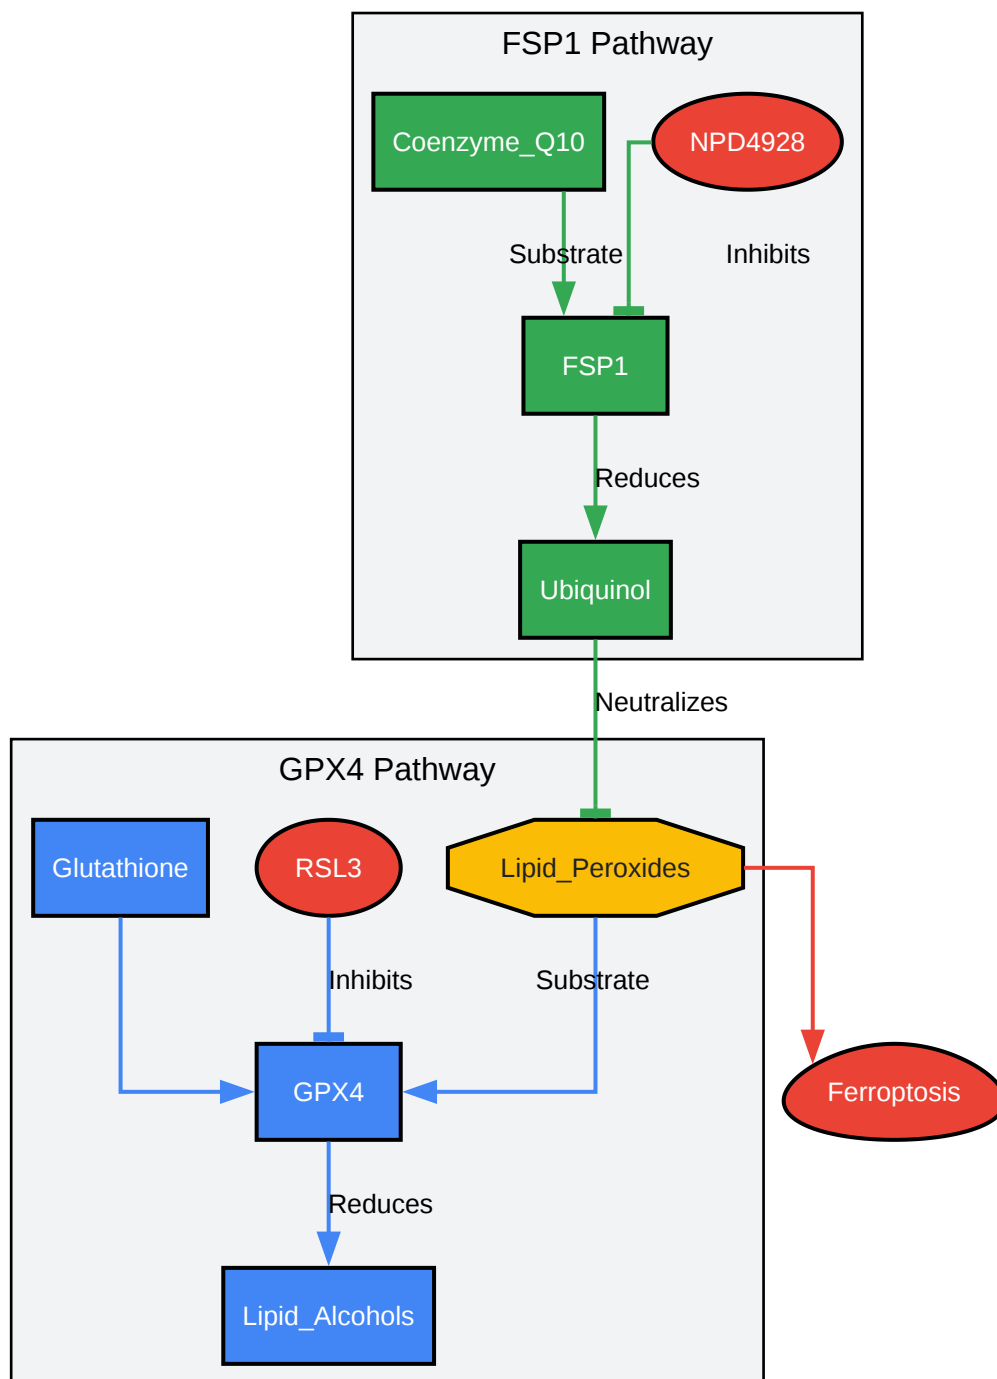 FSP1 Pathway
Coenzyme_Q10
NPD4928
Substrate
Inhibits
FSP1
Reduces
Ubiquinol
Neutralizes
GPX4 Pathway
Glutathione
RSL3
Lipid_Peroxides
Inhibits
Substrate
GPX4
Ferroptosis
Reduces
Lipid_Alcohols